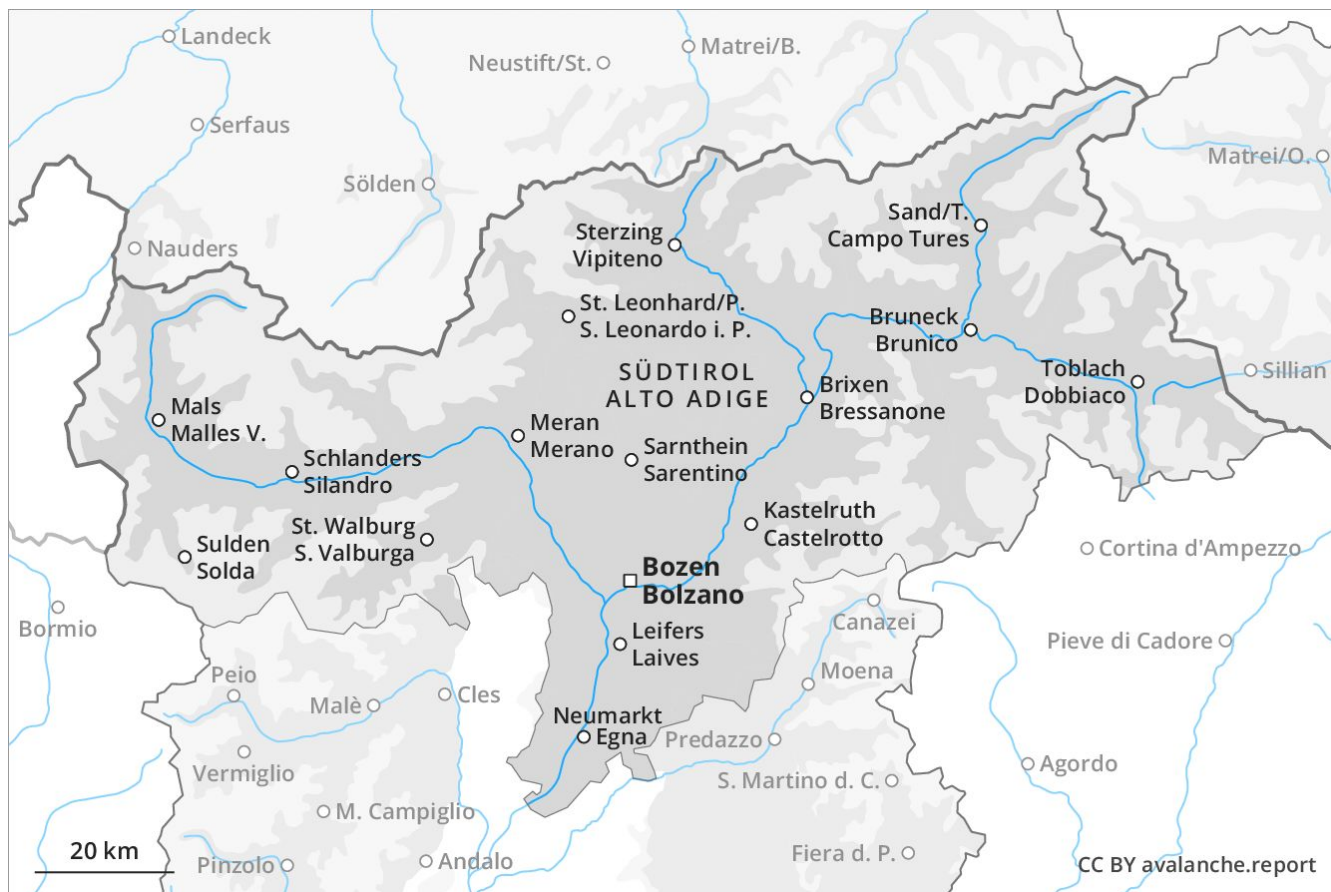 Landeck
Matrei/B.
Neustift/St.
Serfaus
Matrei/O.
Sölden
Sand/T.
Campo Tures
Sterzing
Vipiteno
Nauders
St. Leonhard/P.
S. Leonardo i. P.
Bruneck
Brunico
SÜDTIROL
ALTO ADIGE
Toblach
Dobbiaco
Sillian
Brixen
Bressanone
Mals
Malles V.
Meran
Merano
Sarnthein
Sarentino
Schlanders
Silandro
Kastelruth
Castelrotto
St. Walburg
S. Valburga
Sulden
Solda
Cortina d'Ampezzo
Bozen
Bolzano
Bormio
Canazei
Leifers
Laives
Pieve di Cadore
Peio
Moena
Malè
Cles
Neumarkt
Egna
Predazzo
Vermiglio
Agordo
S. Martino d. C.
M. Campiglio
20 km
Pinzolo
Andalo
Fiera d. P.
CC BY avalanche.report